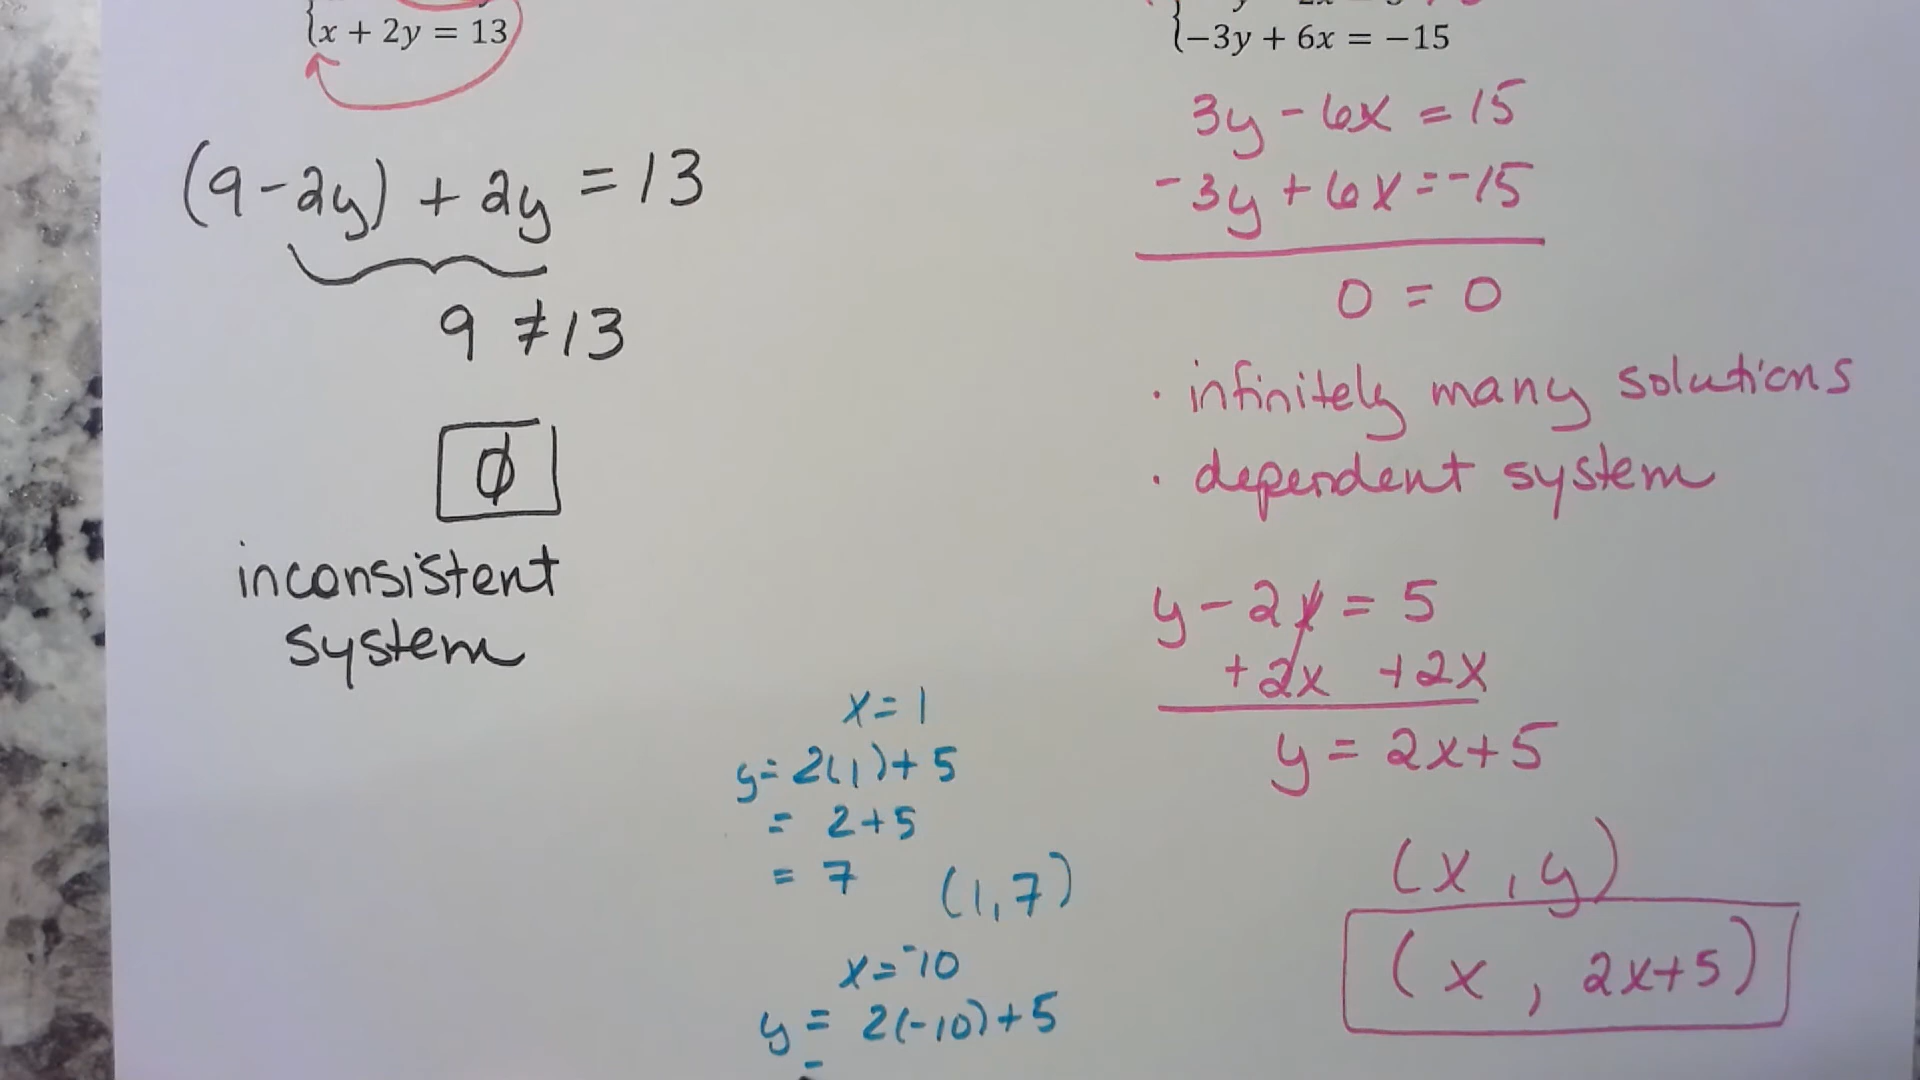 x + 2y = 13
(9-2y) + 2y = 13
9 ≠ 13
∅
inconsistent
system
x = 1
y = 2(1) + 5
= 2+5
= 7 (1,7)
x = -10
y = 2(-10)+5
=
-3y + 6x = -15
3y - 6x = 15
-3y + 6x = -15
0 = 0
· infinitely many solutions
· dependent system
y - 2x = 5
+2x +2x
y = 2x+5
(x, y)
(x, 2x+5)